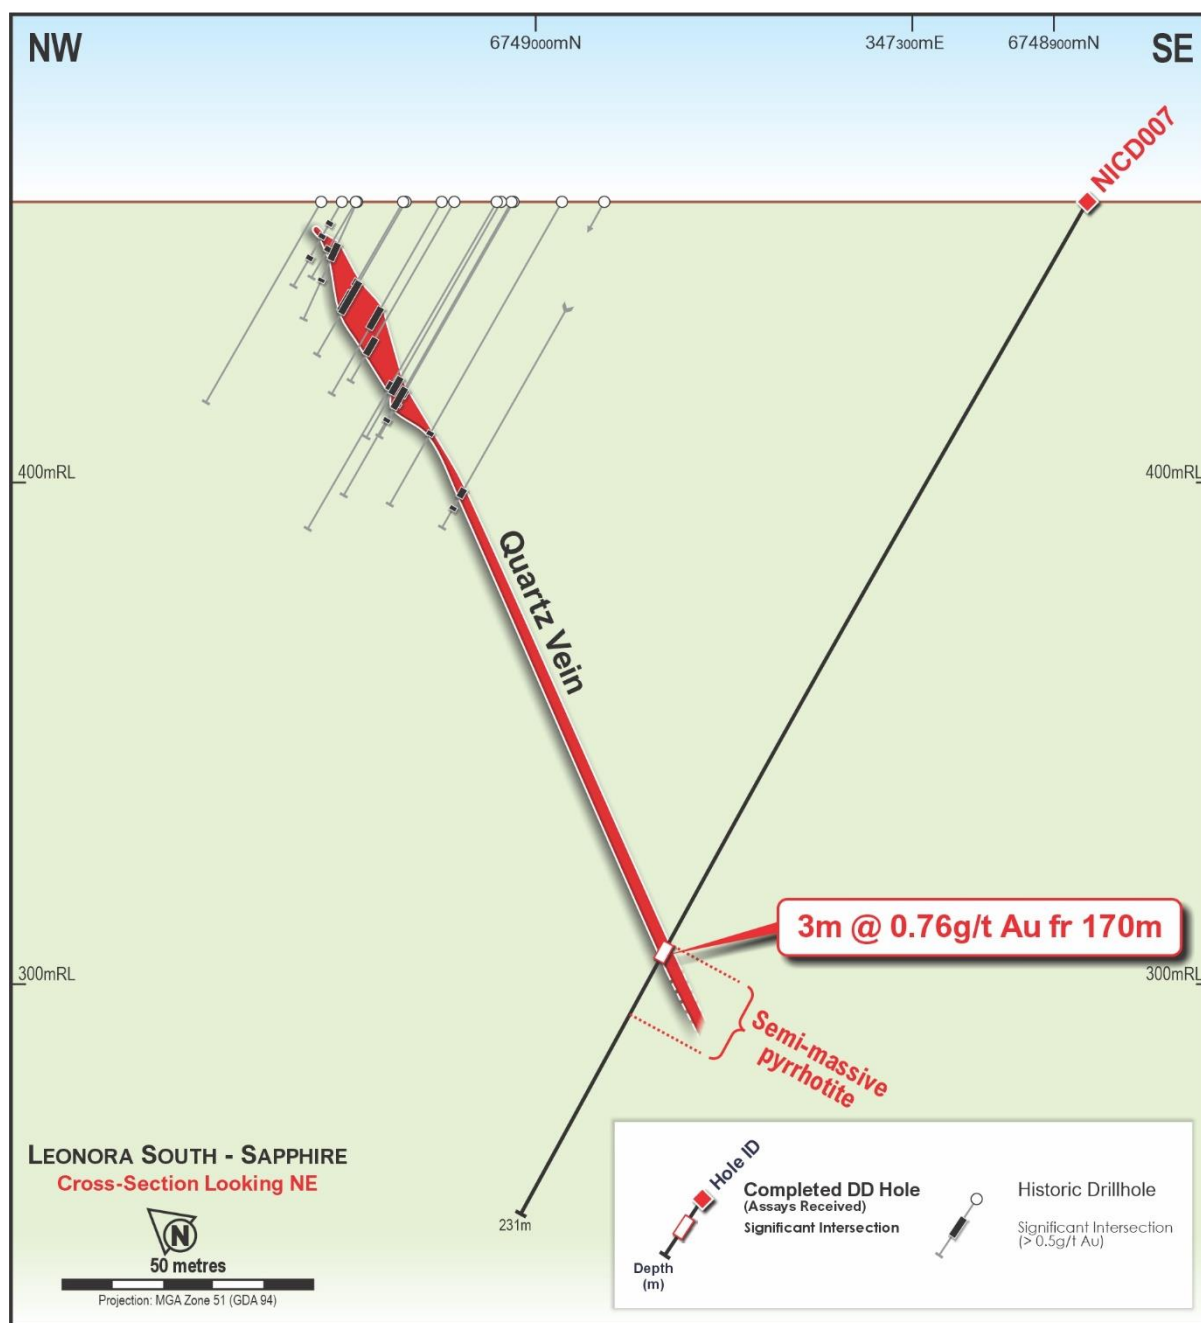 NW
6749000mN
347300mE
6748900mN
SE
NICD007
400mRL
400mRL
Quartz Vein
3m @ 0.76g/t Au fr 170m
300mRL
300mRL
Semi-massive
pyrrhotite
231m
LEONORA SOUTH - SAPPHIRE
Cross-Section Looking NE
N
50 metres
Projection: MGA Zone 51 (GDA 94)
Hole ID
Completed DD Hole
(Assays Received)
Significant Intersection
Depth
(m)
Historic Drillhole
Significant Intersection
(> 0.5g/t Au)